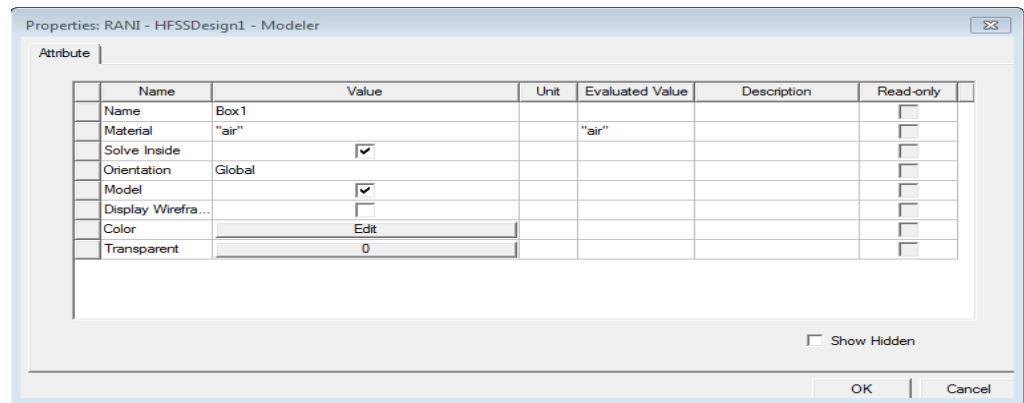 Properties: RANI - HFSSDesign1 - Modeler
Attribute
Name Value Unit Evaluated Value Description Read-only
Name Box1
Material "air" "air"
Solve Inside
Orientation Global
Model
Display Wirefra...
Color Edit
Transparent 0
Show Hidden
OK Cancel